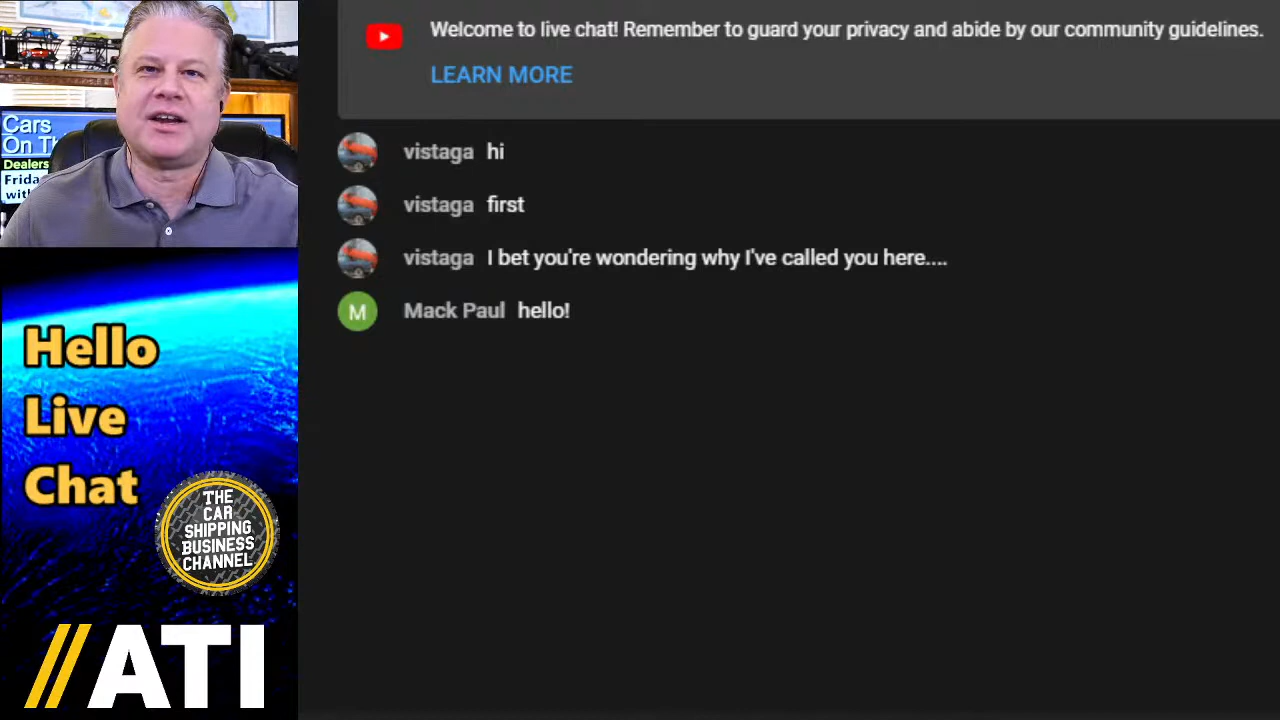 Cars
On Th
Dealers
Frida
with
Hello
Live
Chat
THE
CAR
SHIPPING
BUSINESS
CHANNEL
//ATI
Welcome to live chat! Remember to guard your privacy and abide by our community guidelines.
LEARN MORE
vistaga hi
vistaga first
vistaga I bet you're wondering why I've called you here....
M Mack Paul hello!